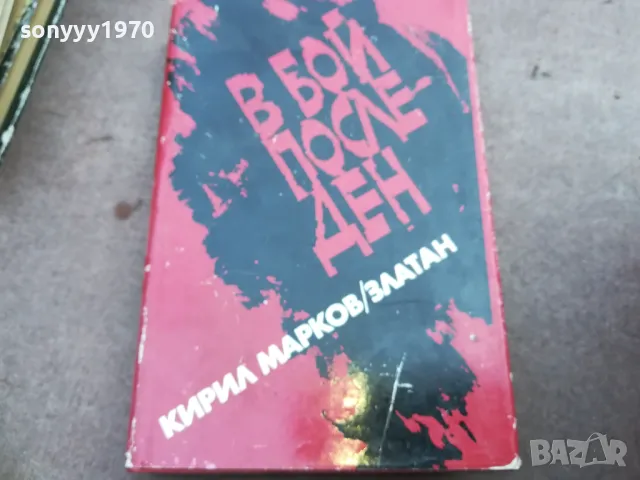 sonyyy1970
В БОЙ
ПОСЛЕ-
ДЕН
КИРИЛ МАРКОВ/ЗЛАТАН
BAZAR